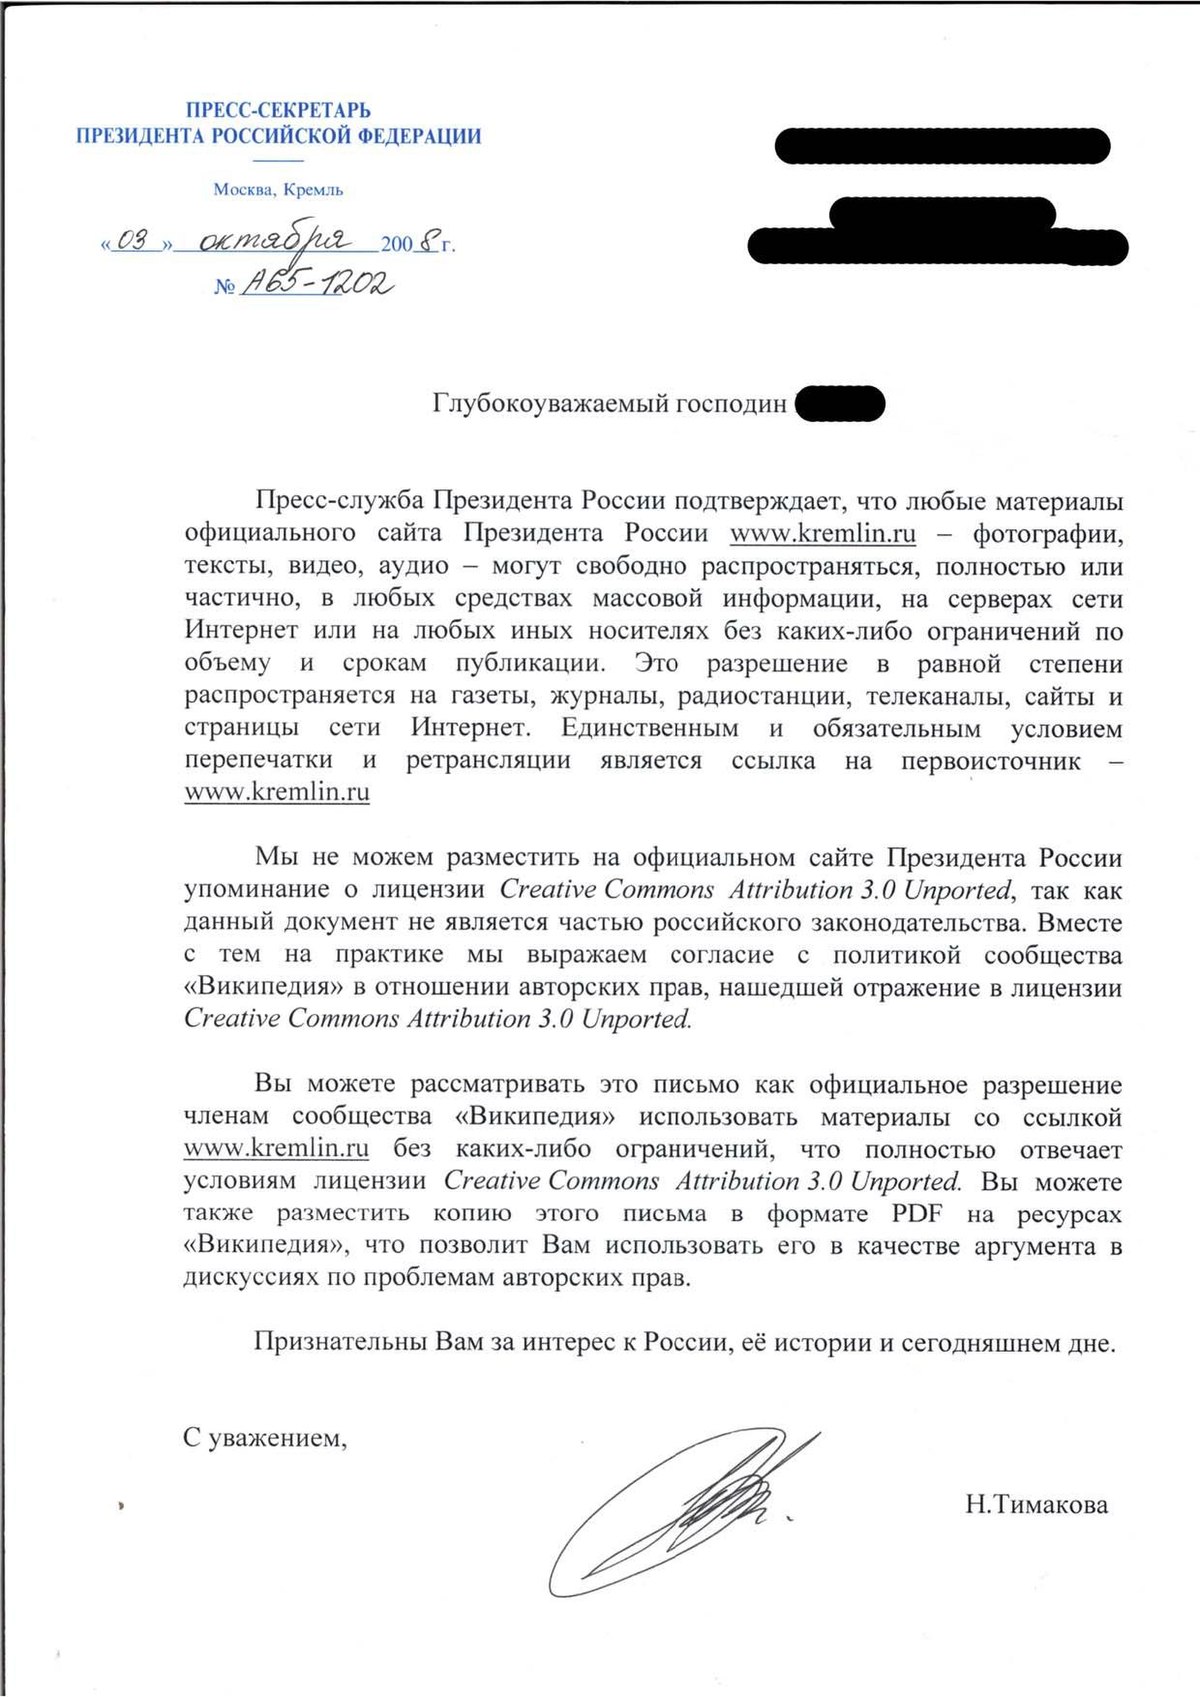 ПРЕСС-СЕКРЕТАРЬ
ПРЕЗИДЕНТА РОССИЙСКОЙ ФЕДЕРАЦИИ
Москва, Кремль
«03» октября 2008 г.
№ А65-1202
Глубокоуважаемый господин
Пресс-служба Президента России подтверждает, что любые материалы
официального сайта Президента России www.kremlin.ru – фотографии,
тексты, видео, аудио – могут свободно распространяться, полностью или
частично, в любых средствах массовой информации, на серверах сети
Интернет или на любых иных носителях без каких-либо ограничений по
объему и срокам публикации. Это разрешение в равной степени
распространяется на газеты, журналы, радиостанции, телеканалы, сайты и
страницы сети Интернет. Единственным и обязательным условием
перепечатки и ретрансляции является ссылка на первоисточник –
www.kremlin.ru
Мы не можем разместить на официальном сайте Президента России
упоминание о лицензии Creative Commons Attribution 3.0 Unported, так как
данный документ не является частью российского законодательства. Вместе
с тем на практике мы выражаем согласие с политикой сообщества
«Википедия» в отношении авторских прав, нашедшей отражение в лицензии
Creative Commons Attribution 3.0 Unported.
Вы можете рассматривать это письмо как официальное разрешение
членам сообщества «Википедия» использовать материалы со ссылкой
www.kremlin.ru без каких-либо ограничений, что полностью отвечает
условиям лицензии Creative Commons Attribution 3.0 Unported. Вы можете
также разместить копию этого письма в формате PDF на ресурсах
«Википедия», что позволит Вам использовать его в качестве аргумента в
дискуссиях по проблемам авторских прав.
Признательны Вам за интерес к России, её истории и сегодняшнем дне.
С уважением,
Н.Тимакова